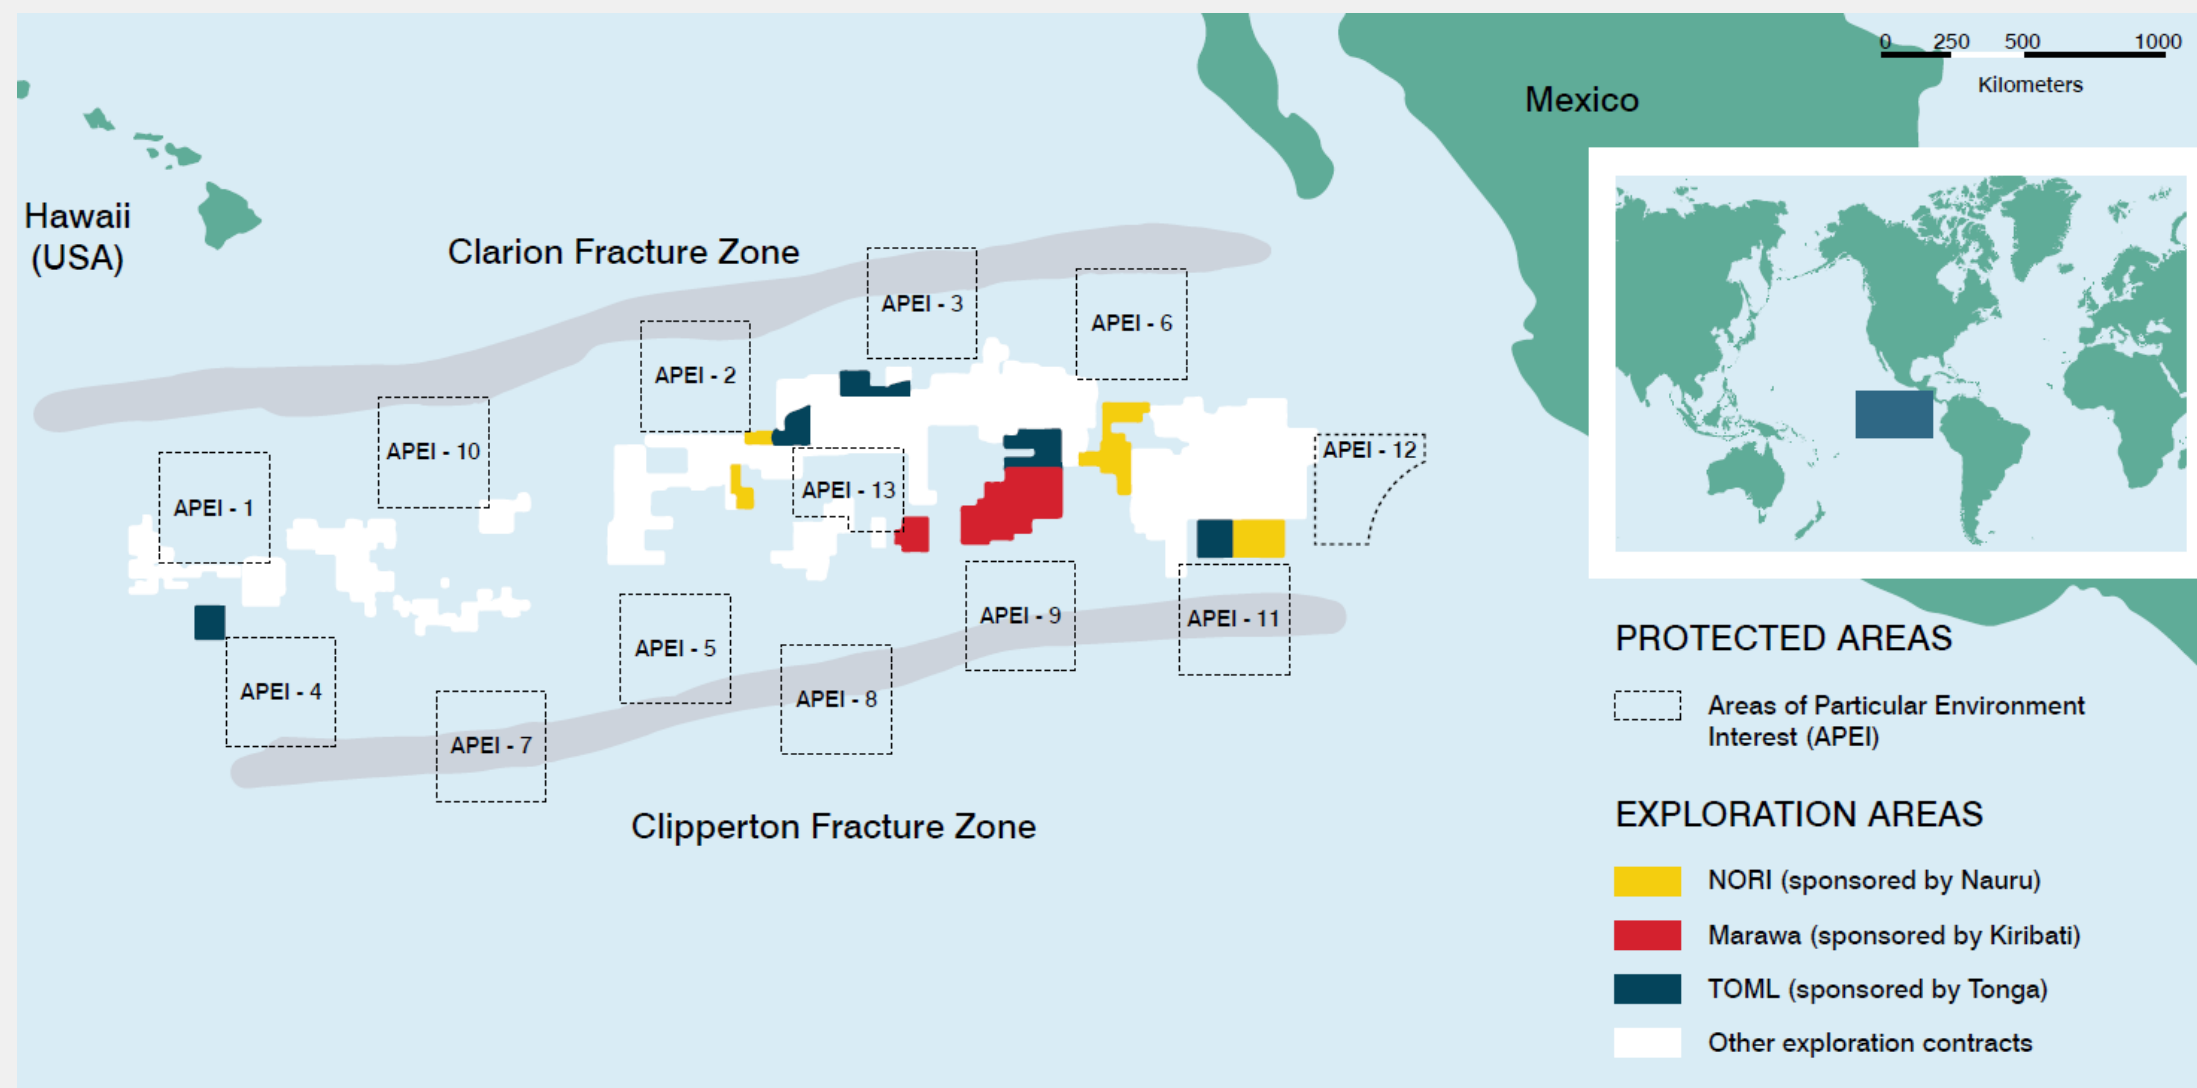 0 250 500 1000
Kilometers
Mexico
Hawaii
(USA)
Clarion Fracture Zone
APEI - 3
APEI - 6
APEI - 2
APEI - 10
APEI - 12
APEI - 13
APEI - 1
APEI - 9
APEI - 11
APEI - 5
APEI - 4
APEI - 8
APEI - 7
Clipperton Fracture Zone
PROTECTED AREAS
Areas of Particular Environment
Interest (APEI)
EXPLORATION AREAS
NORI (sponsored by Nauru)
Marawa (sponsored by Kiribati)
TOML (sponsored by Tonga)
Other exploration contracts